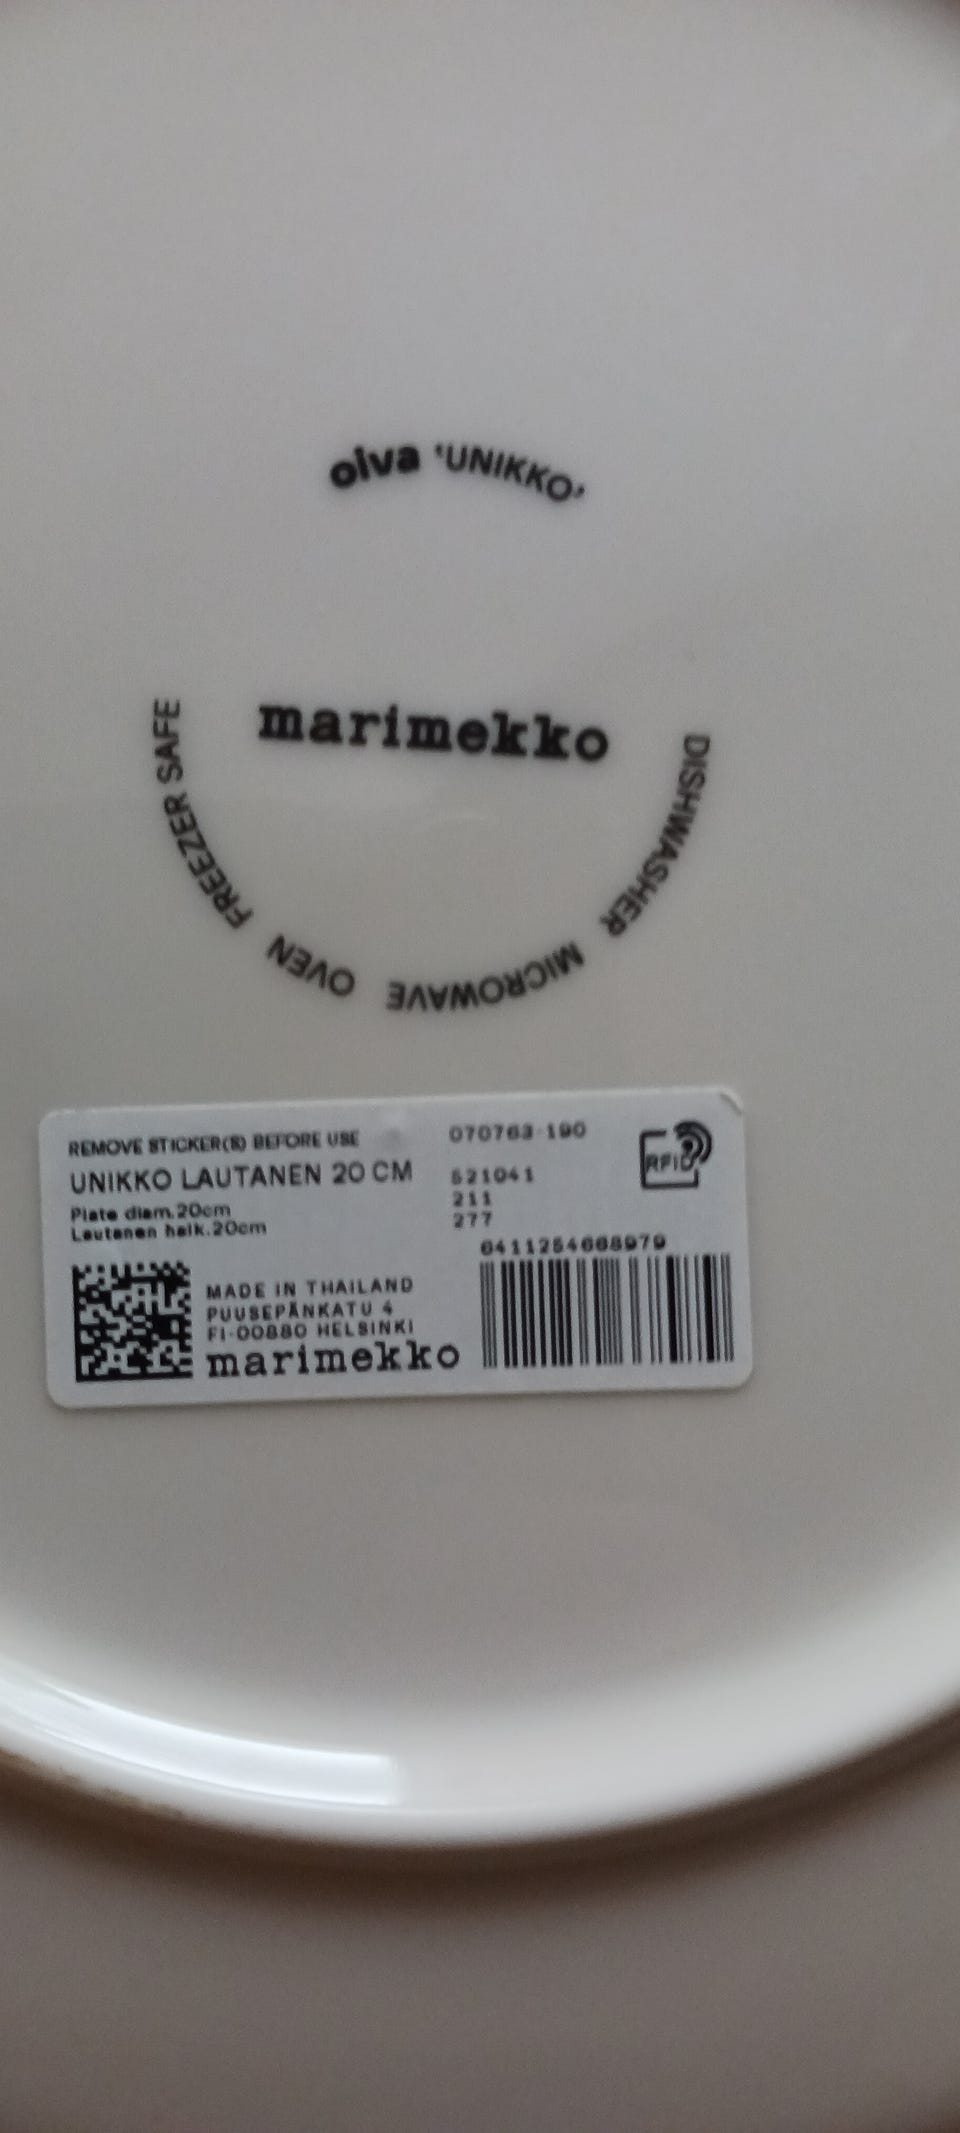 oiva 'UNIKKO'
marimekko
DISHWASHER MICROWAVE OVEN FREEZER SAFE
REMOVE STICKER(S) BEFORE USE
UNIKKO LAUTANEN 20 CM
Plate diam.20cm
Lautanen halk.20cm
070763-190
521041
211
277
RFID
6411254668979
MADE IN THAILAND
PUUSEPÄNKATU 4
FI-00880 HELSINKI
marimekko